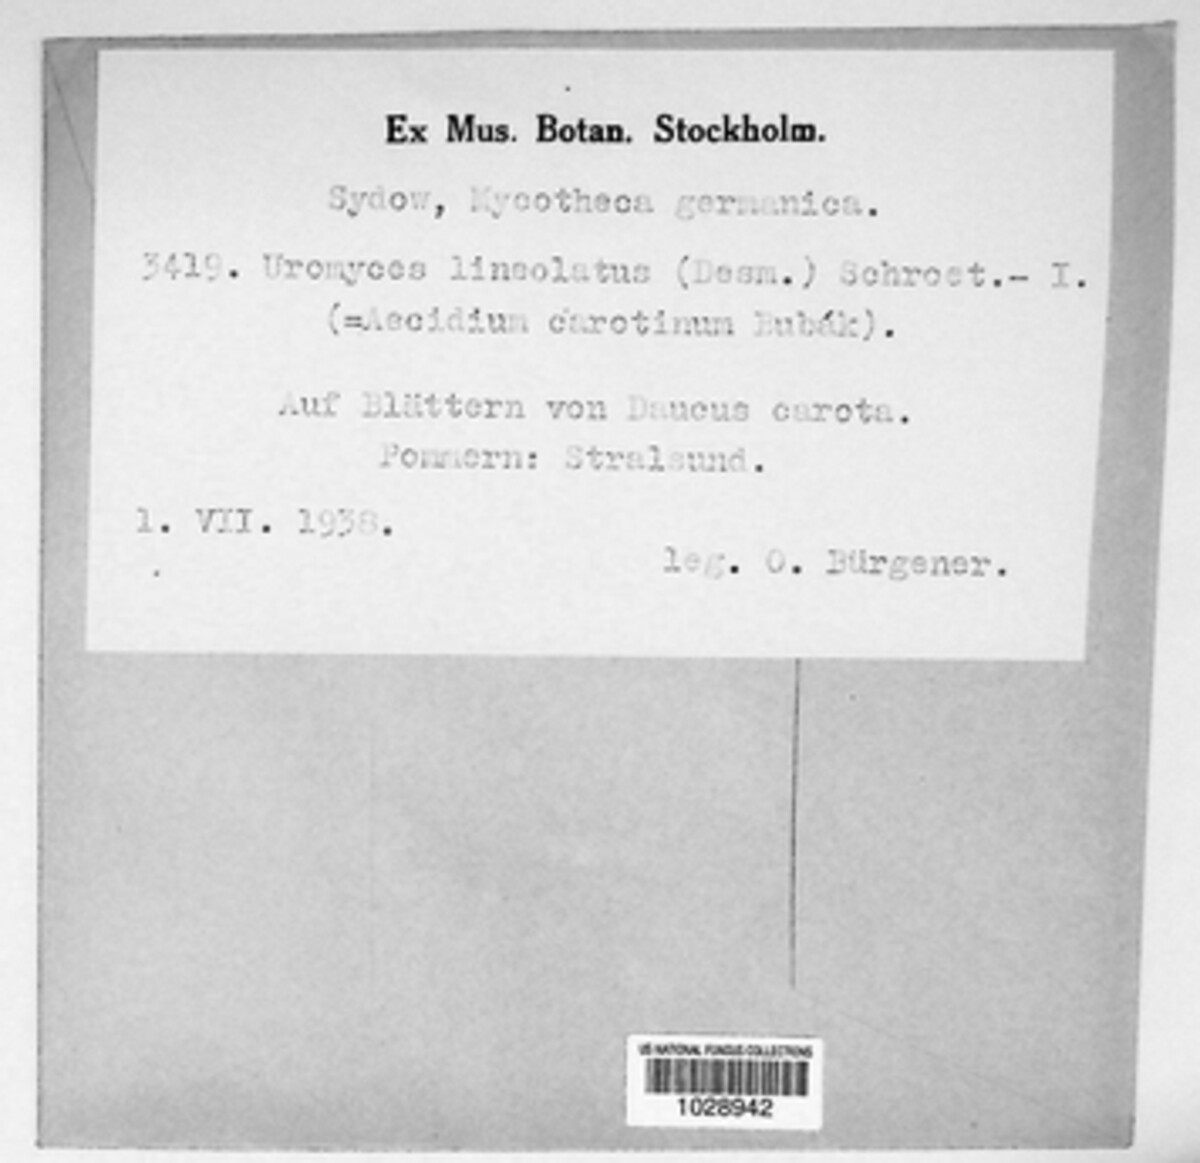 Ex Mus. Botan. Stockholm.
Sydow, Mycotheca germanica.
3419. Uromyces lineolatus (Desm.) Schroet.- I.
(=Aecidium carotinum Bubák).
Auf Blättern von Daucus carota.
Pommern: Stralsund.
1. VII. 1938.
leg. O. Bürgener.
US NATIONAL FUNGUS COLLECTIONS
1028942